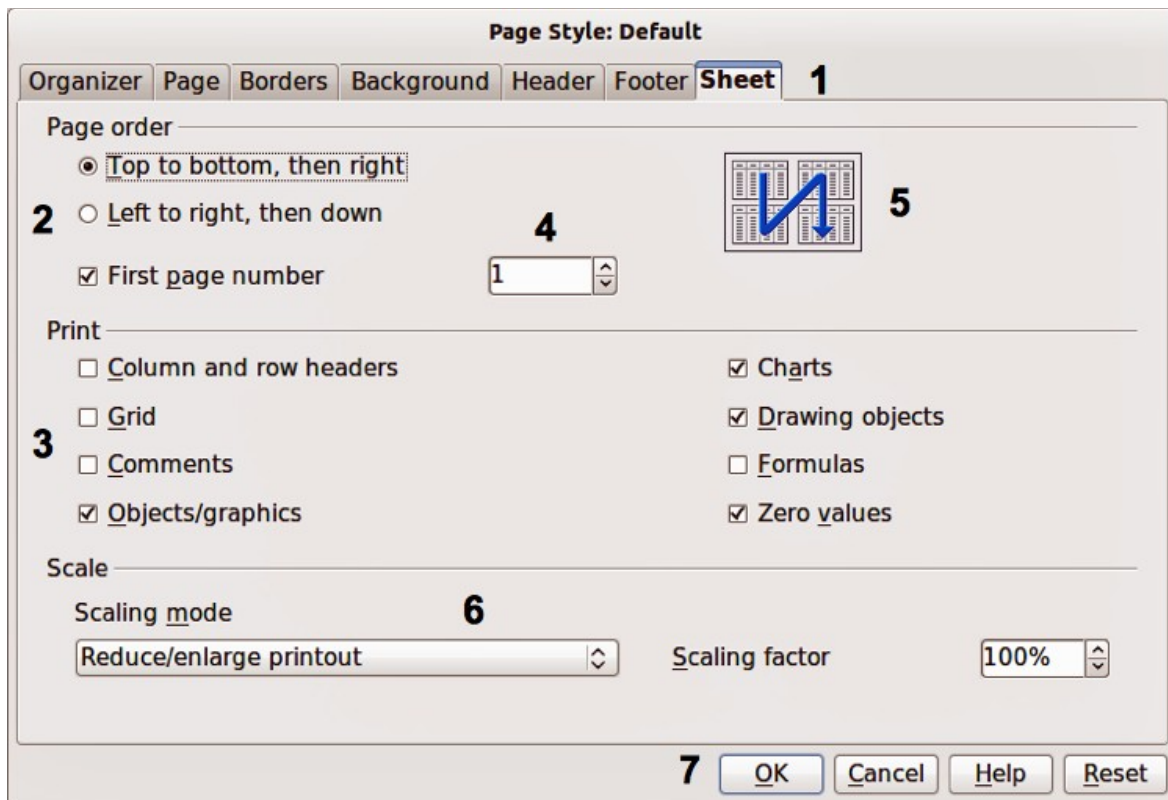 Page Style: Default
Organizer Page Borders Background Header Footer Sheet 1
Page order
Top to bottom, then right
5
2 Left to right, then down
4
First page number 1
Print
Column and row headers Charts
Grid Drawing objects
3
Comments Formulas
Objects/graphics Zero values
Scale
Scaling mode 6
Reduce/enlarge printout Scaling factor 100%
7 OK Cancel Help Reset